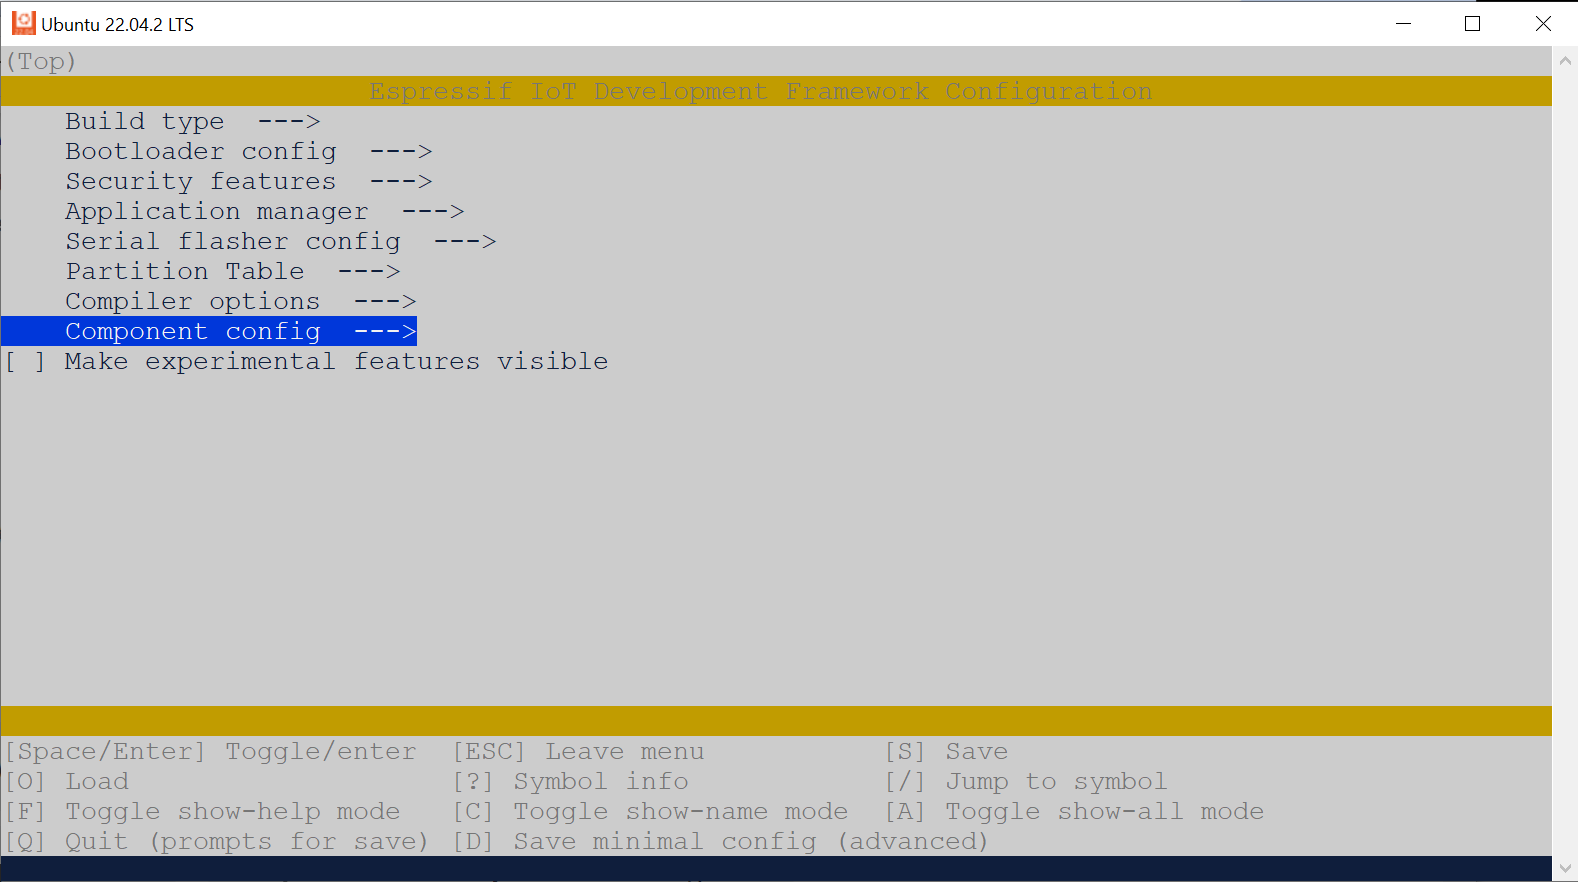 Ubuntu 22.04.2 LTS
(Top)
Espressif IoT Development Framework Configuration
Build type  --->
Bootloader config  --->
Security features  --->
Application manager  --->
Serial flasher config  --->
Partition Table  --->
Compiler options  --->
Component config  --->
[ ] Make experimental features visible
[Space/Enter] Toggle/enter  [ESC] Leave menu           [S] Save
[O] Load                    [?] Symbol info            [/] Jump to symbol
[F] Toggle show-help mode   [C] Toggle show-name mode  [A] Toggle show-all mode
[Q] Quit (prompts for save) [D] Save minimal config (advanced)